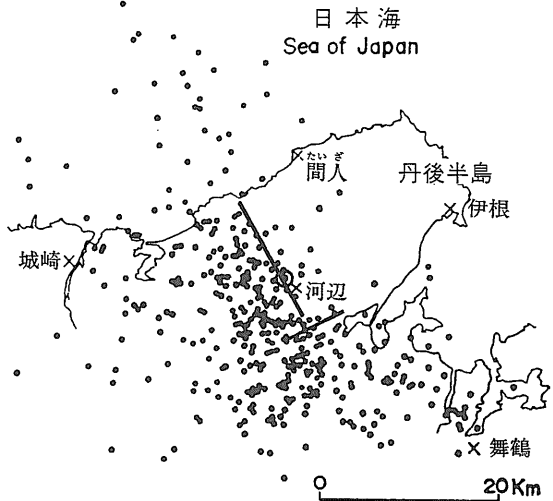 日本海
Sea of Japan
たいざ
間人
丹後半島
伊根
城崎
河辺
舞鶴
0 20Km